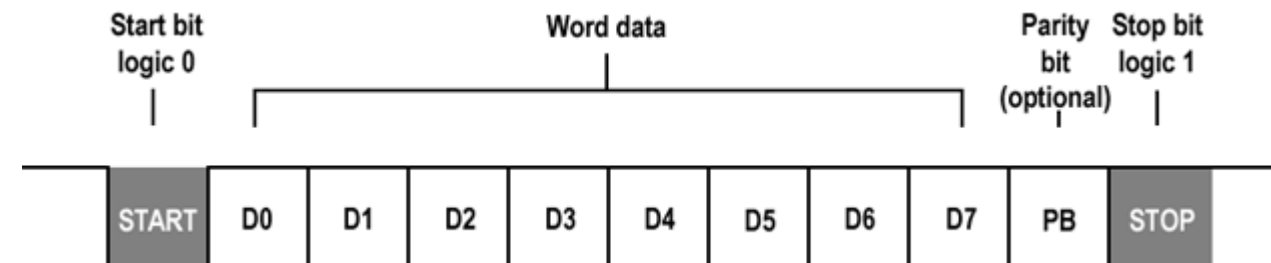 Start bit
logic 0
Word data
Parity
bit
(optional)
Stop bit
logic 1
START D0 D1 D2 D3 D4 D5 D6 D7 PB STOP